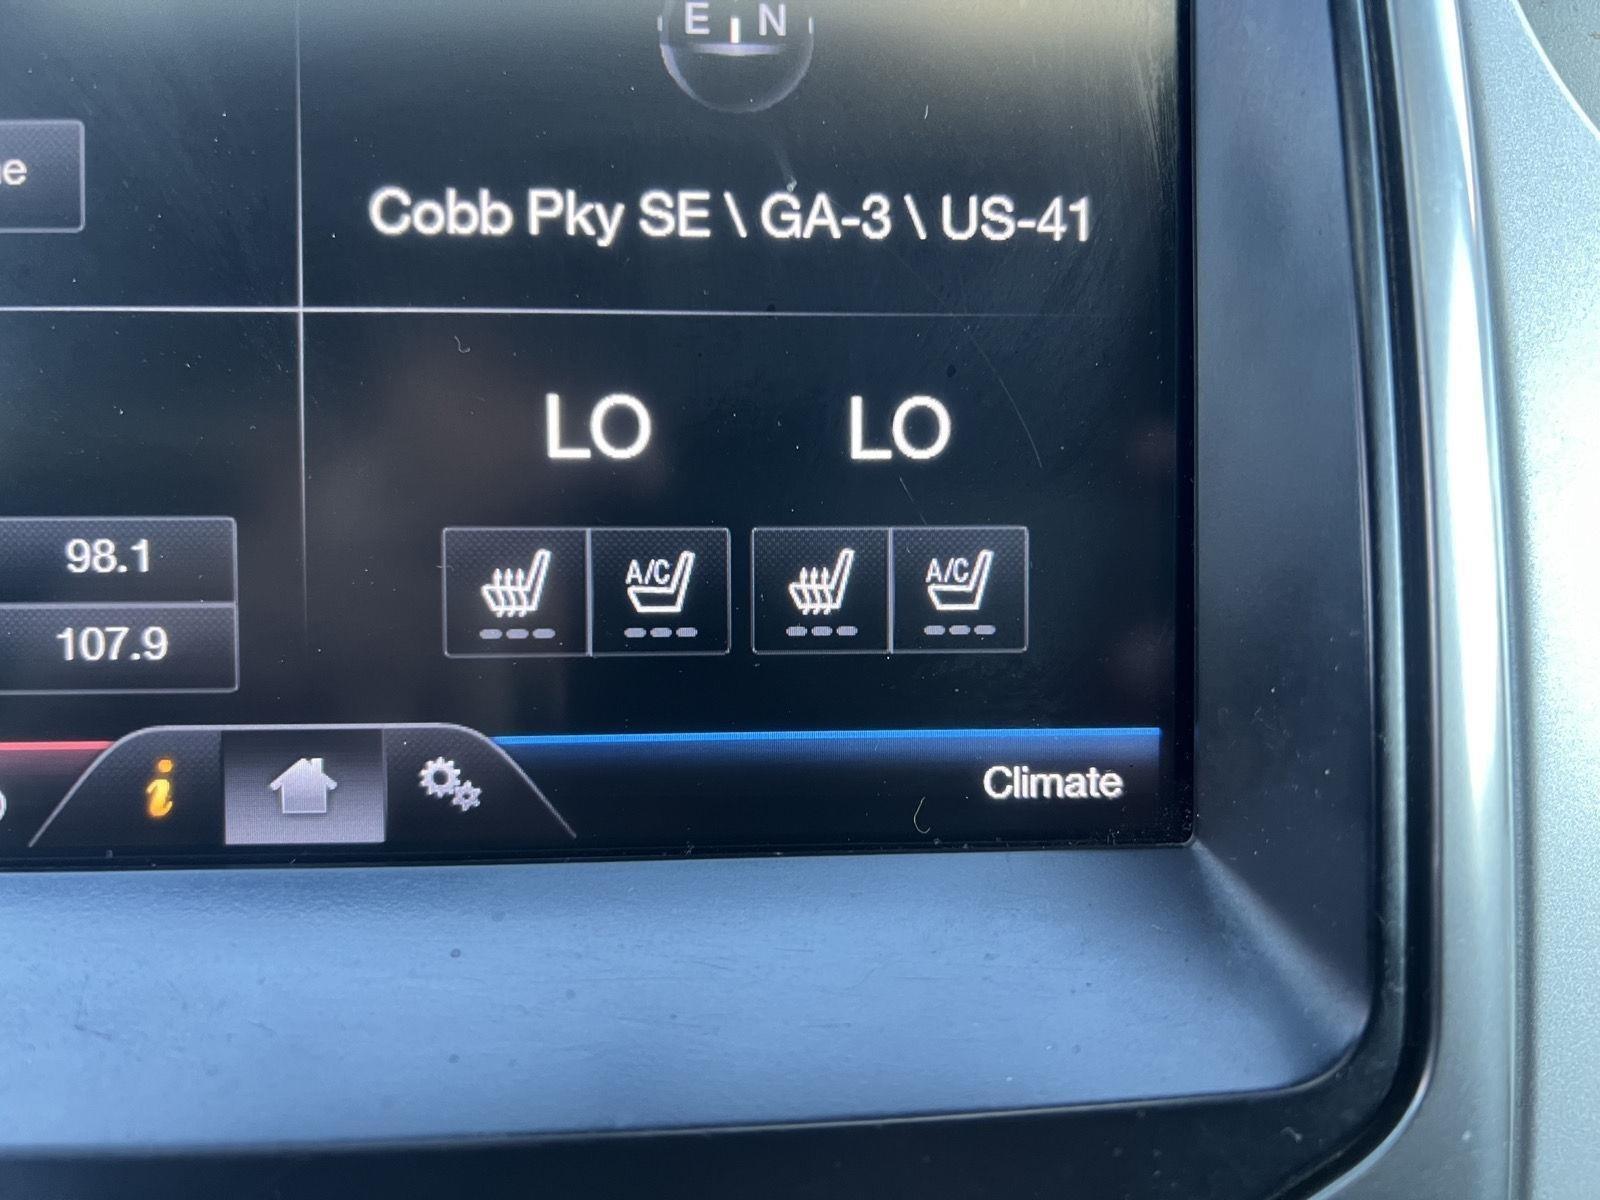 E N
Cobb Pky SE \ GA-3 \ US-41
LO LO
98.1
A/C A/C
107.9
i
Climate